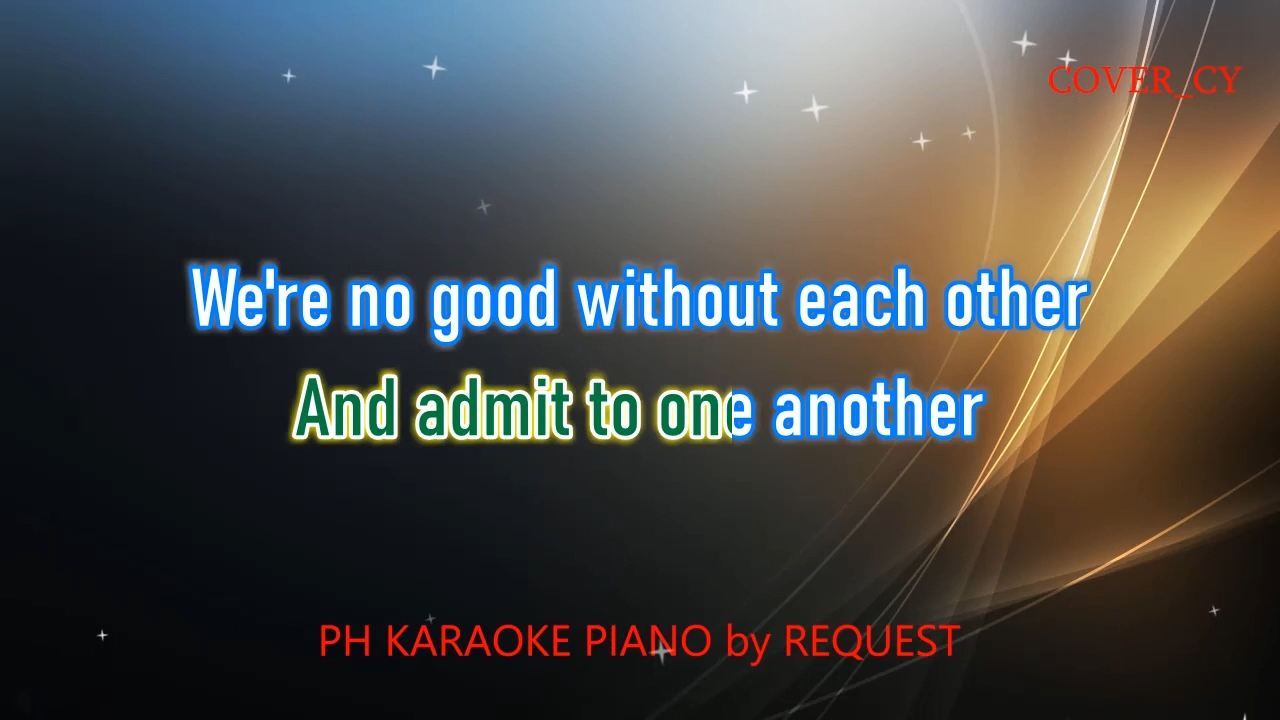 COVER_CY
We're no good without each other
And admit to one another
PH KARAOKE PIANO by REQUEST